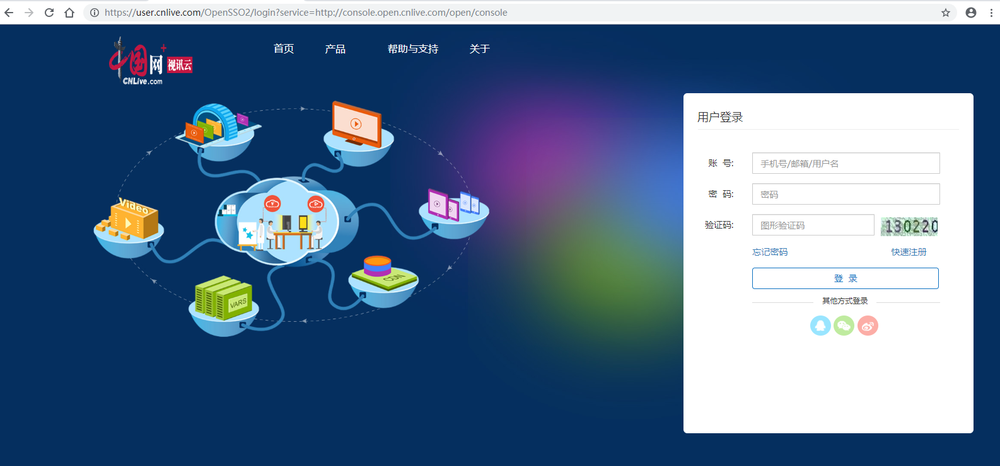 https://user.cnlive.com/OpenSSO2/login?service=http://console.open.cnlive.com/open/console
中国网+ 视讯云
CNLive.com
首页 产品 帮助与支持 关于
用户登录
账 号: 手机号/邮箱/用户名
密 码: 密码
验证码: 图形验证码 130220
忘记密码 快速注册
登 录
其他方式登录
Video
CDN
VARS